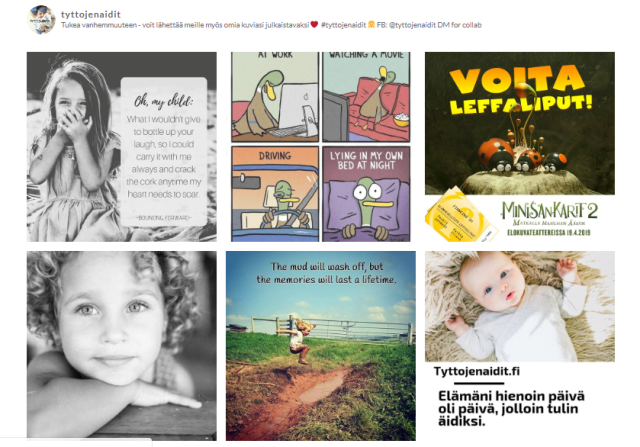 tyttojenaidit
Tukea vanhemmuuteen - voit lähettää meille myös omia kuviasi julkaistavaksi #tyttojenaidit FB: @tyttojenaidit DM for collab
Oh, my child:
What I wouldn't give
to bottle up your
laugh, so I could
carry it with me
always and crack
the cork anytime my
heart needs to soar.
~BOUNDING FORWARD~
AT WORK
WATCHING A MOVIE
DRIVING
LYING IN MY OWN
BED AT NIGHT
VOITA
LEFFALIPUT!
MINISANKARIT 2
ELOKUVATEATTEREISSA 19.4.2019
The mud will wash off, but
the memories will last a lifetime.
Tyttojenaidit.fi
Elämäni hienoin päivä
oli päivä, jolloin tulin
äidiksi.